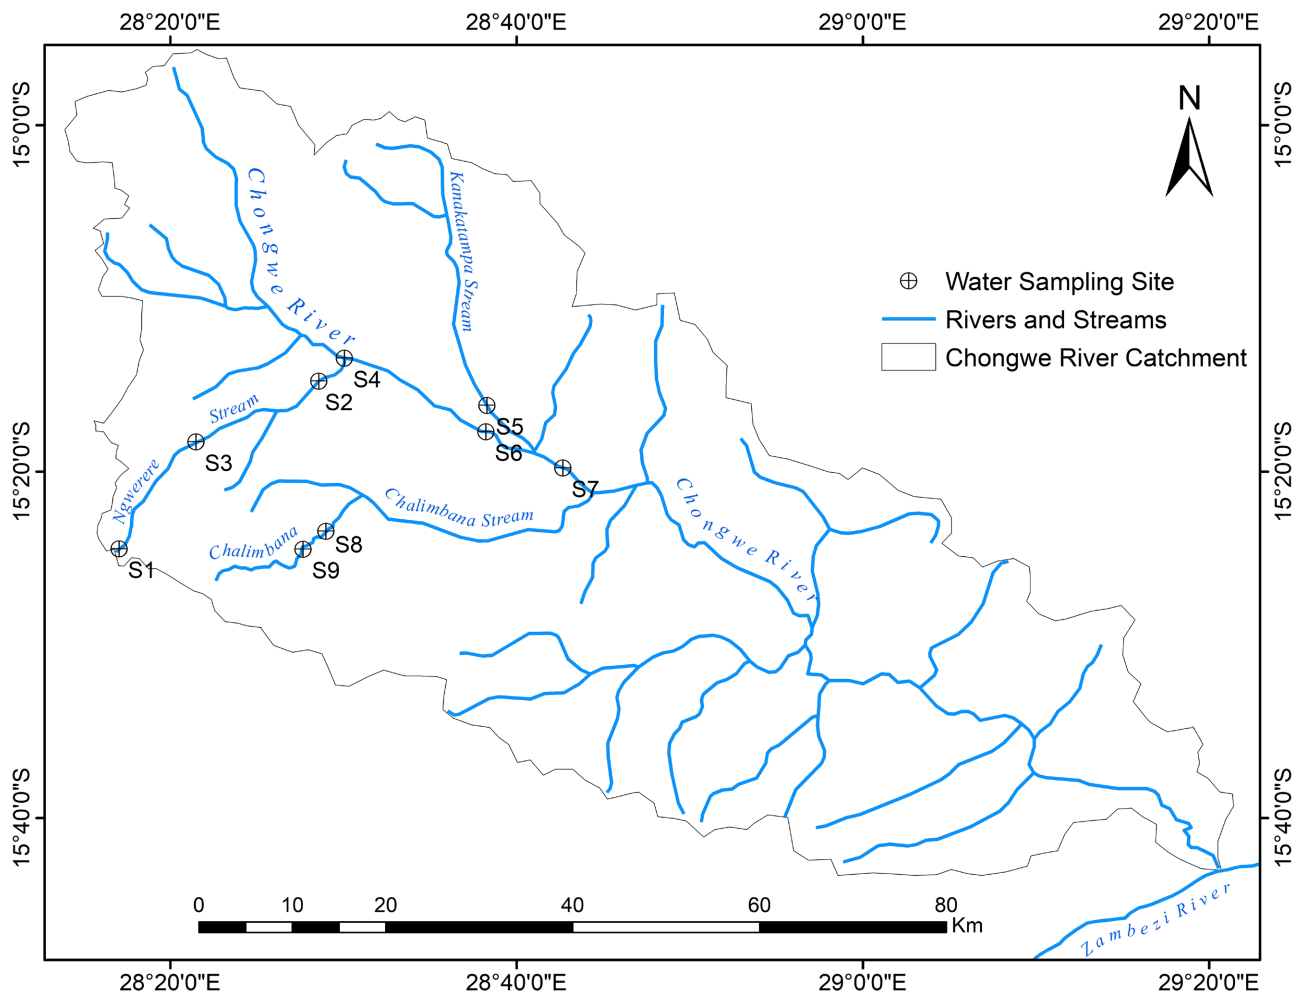 28°20'0"E
28°40'0"E
29°0'0"E
29°20'0"E
15°0'0"S
15°0'0"S
N
Chongwe River
Kanakatampa Stream
Water Sampling Site
Rivers and Streams
Chongwe River Catchment
S4
S2
Stream
S5
S6
S3
15°20'0"S
15°20'0"S
S7
Ngwerere
Chalimbana Stream
Chongwe River
Chalimbana
S8
S1
S9
15°40'0"S
15°40'0"S
Zambezi River
0 10 20 40 60 80
Km
28°20'0"E
28°40'0"E
29°0'0"E
29°20'0"E